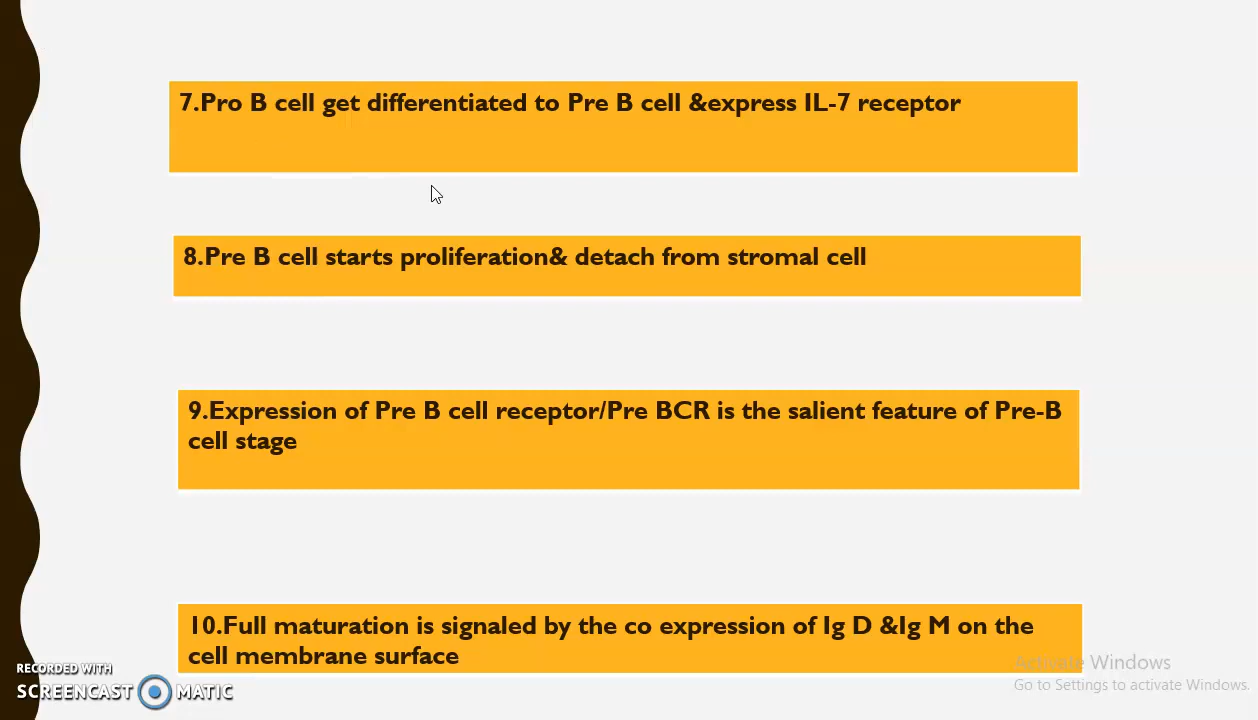 7.Pro B cell get differentiated to Pre B cell &express IL-7 receptor
8.Pre B cell starts proliferation& detach from stromal cell
9.Expression of Pre B cell receptor/Pre BCR is the salient feature of Pre-B
cell stage
10.Full maturation is signaled by the co expression of Ig D &Ig M on the
cell membrane surface
Activate Windows
Go to Settings to activate Windows.
RECORDED WITH
SCREENCAST MATIC